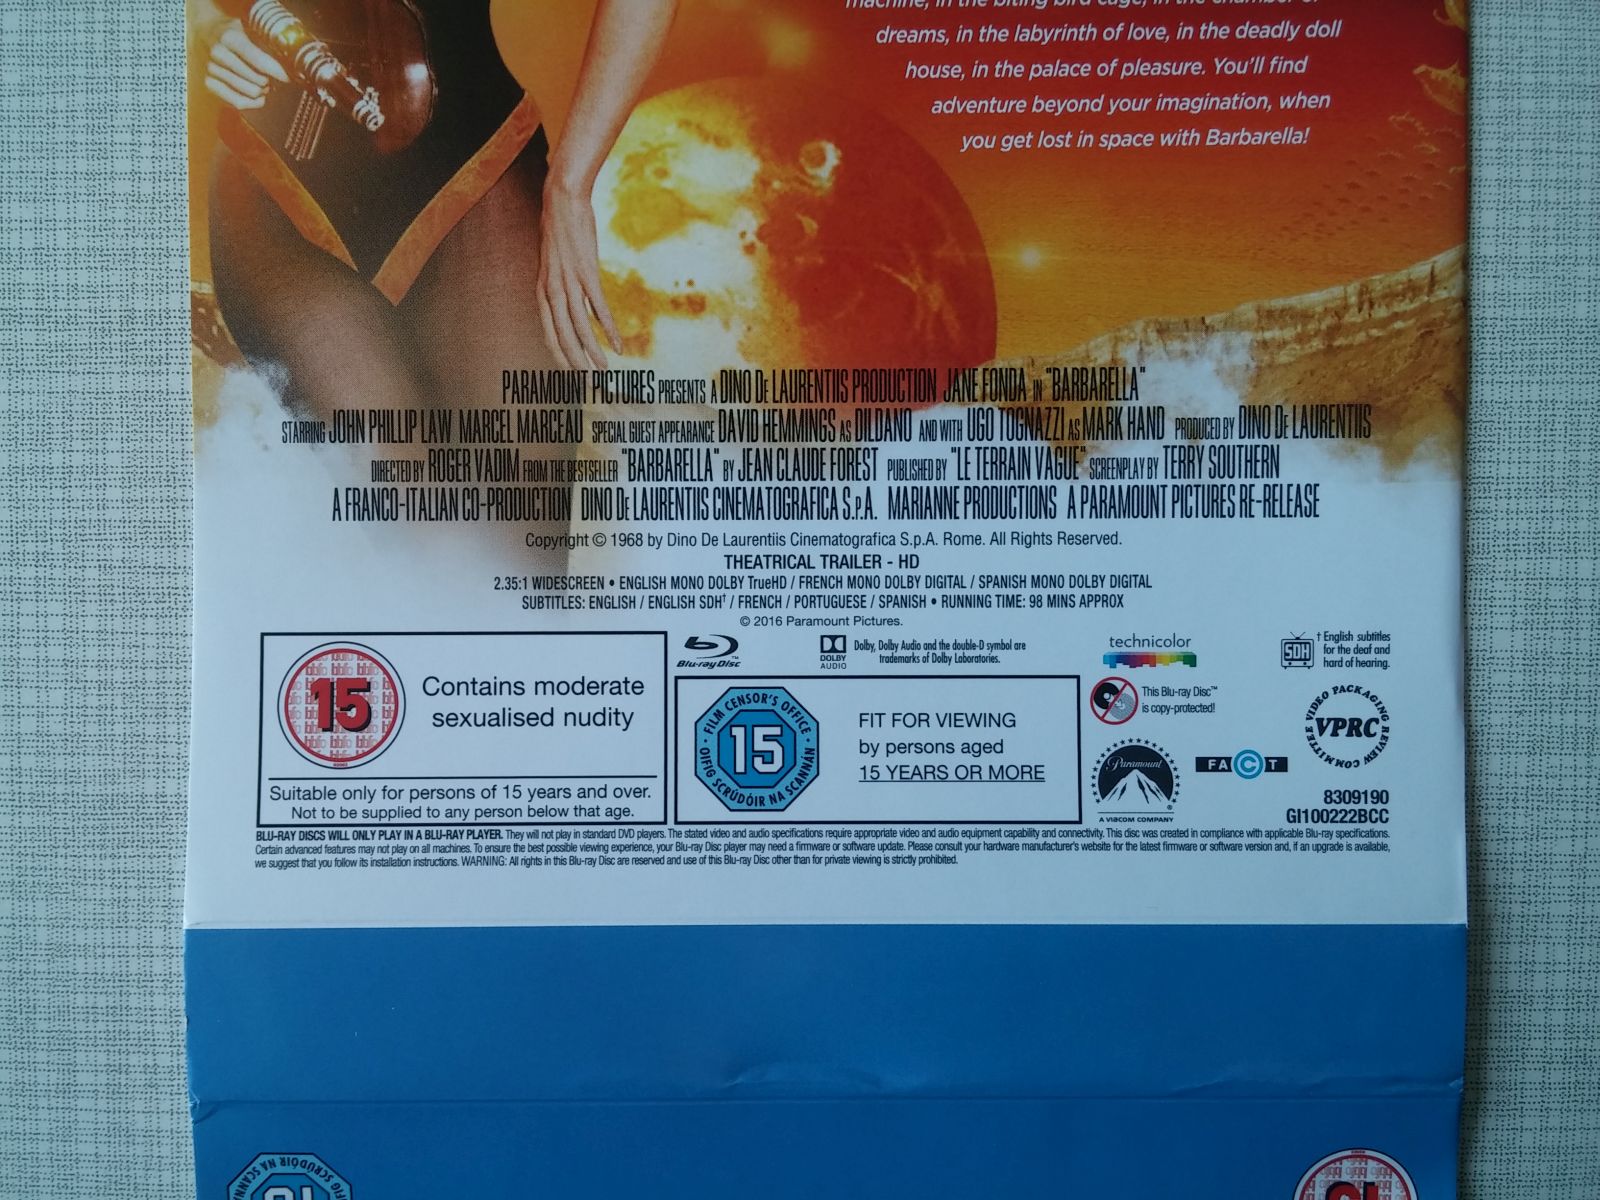 machine, in the biting bird cage, in the chamber of
dreams, in the labyrinth of love, in the deadly doll
house, in the palace of pleasure. You'll find
adventure beyond your imagination, when
you get lost in space with Barbarella!
PARAMOUNT PICTURES PRESENTS A DINO DE LAURENTIIS PRODUCTION JANE FONDA IN "BARBARELLA"
STARRING JOHN PHILLIP LAW MARCEL MARCEAU SPECIAL GUEST APPEARANCE DAVID HEMMINGS AS DILDANO AND WITH UGO TOGNAZZI AS MARK HAND PRODUCED BY DINO DE LAURENTIIS
DIRECTED BY ROGER VADIM FROM THE BESTSELLER "BARBARELLA" BY JEAN CLAUDE FOREST PUBLISHED BY "LE TERRAIN VAGUE" SCREENPLAY BY TERRY SOUTHERN
A FRANCO-ITALIAN CO-PRODUCTION DINO DE LAURENTIIS CINEMATOGRAFICA S.P.A. MARIANNE PRODUCTIONS A PARAMOUNT PICTURES RE-RELEASE
Copyright © 1968 by Dino De Laurentiis Cinematografica S.p.A. Rome. All Rights Reserved.
THEATRICAL TRAILER - HD
2.35:1 WIDESCREEN • ENGLISH MONO DOLBY TrueHD / FRENCH MONO DOLBY DIGITAL / SPANISH MONO DOLBY DIGITAL
SUBTITLES: ENGLISH / ENGLISH SDH† / FRENCH / PORTUGUESE / SPANISH • RUNNING TIME: 98 MINS APPROX
© 2016 Paramount Pictures.
15
Contains moderate
sexualised nudity
Suitable only for persons of 15 years and over.
Not to be supplied to any person below that age.
Blu-ray Disc™
DOLBY
AUDIO
Dolby, Dolby Audio and the double-D symbol are
trademarks of Dolby Laboratories.
technicolor
SDH
† English subtitles
for the deaf and
hard of hearing.
· FILM CENSOR'S OFFICE ·
15
OIFIG SCRÚDÓIR NA SCANNÁN
FIT FOR VIEWING
by persons aged
15 YEARS OR MORE
This Blu-ray Disc™
is copy-protected!
VIDEO PACKAGING
VPRC
REVIEW COMMITTEE
Paramount
A VIACOM COMPANY
FACT
8309190
GI100222BCC
BLU-RAY DISCS WILL ONLY PLAY IN A BLU-RAY PLAYER. They will not play in standard DVD players. The stated video and audio specifications require appropriate video and audio equipment capability and connectivity. This disc was created in compliance with applicable Blu-ray specifications.
Certain advanced features may not play on all machines. To ensure the best possible viewing experience, your Blu-ray Disc player may need a firmware or software update. Please consult your hardware manufacturer's website for the latest firmware or software version and, if an upgrade is available,
we suggest that you follow its installation instructions. WARNING: All rights in this Blu-ray Disc are reserved and use of this Blu-ray Disc other than for private viewing is strictly prohibited.
SCRÚDÓIR NA SCANN
15
15